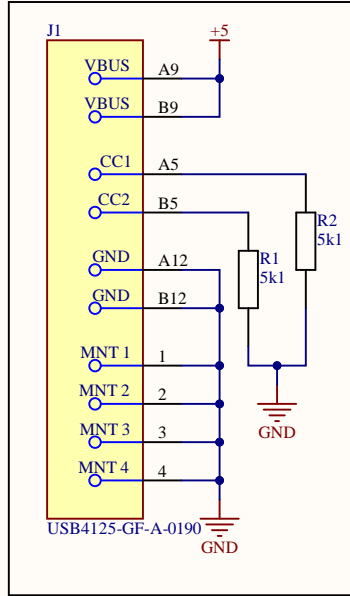 J1
+5
VBUS A9
VBUS B9
CC1 A5
CC2 B5
R2
5k1
R1
5k1
GND A12
GND B12
MNT 1 1
MNT 2 2
MNT 3 3
MNT 4 4
GND
USB4125-GF-A-0190
GND